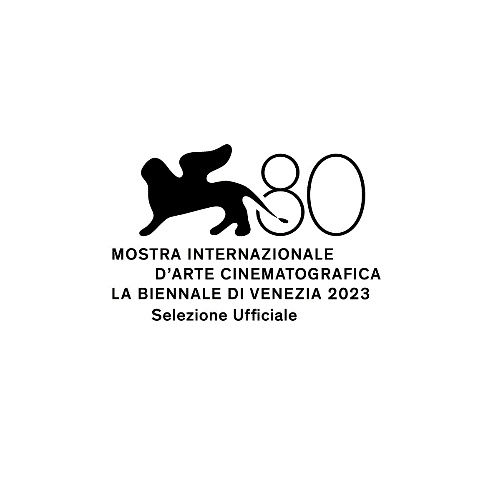 80
MOSTRA INTERNAZIONALE
D'ARTE CINEMATOGRAFICA
LA BIENNALE DI VENEZIA 2023
Selezione Ufficiale